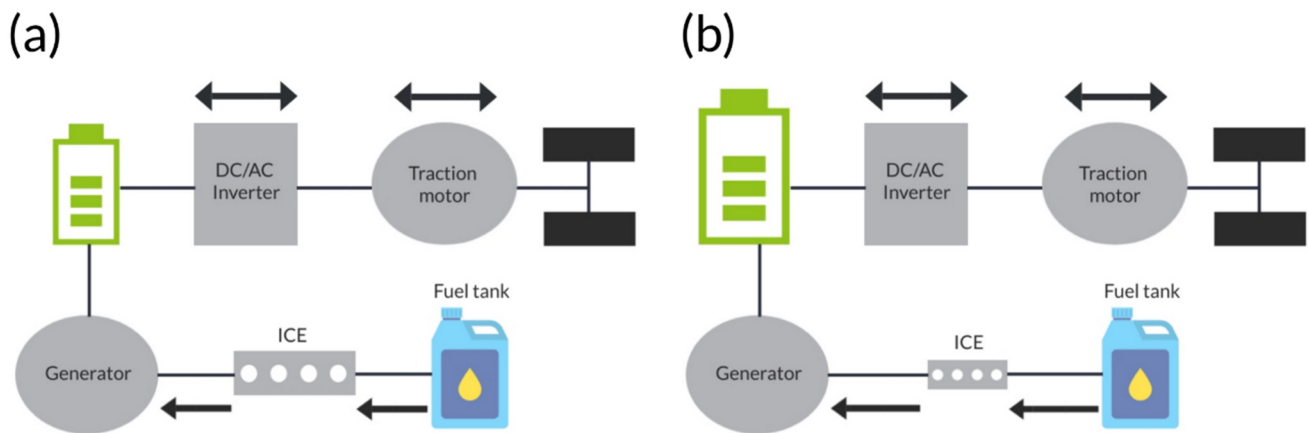 (a)
DC/AC
Inverter
Traction
motor
Fuel tank
ICE
Generator
(b)
DC/AC
Inverter
Traction
motor
Fuel tank
ICE
Generator